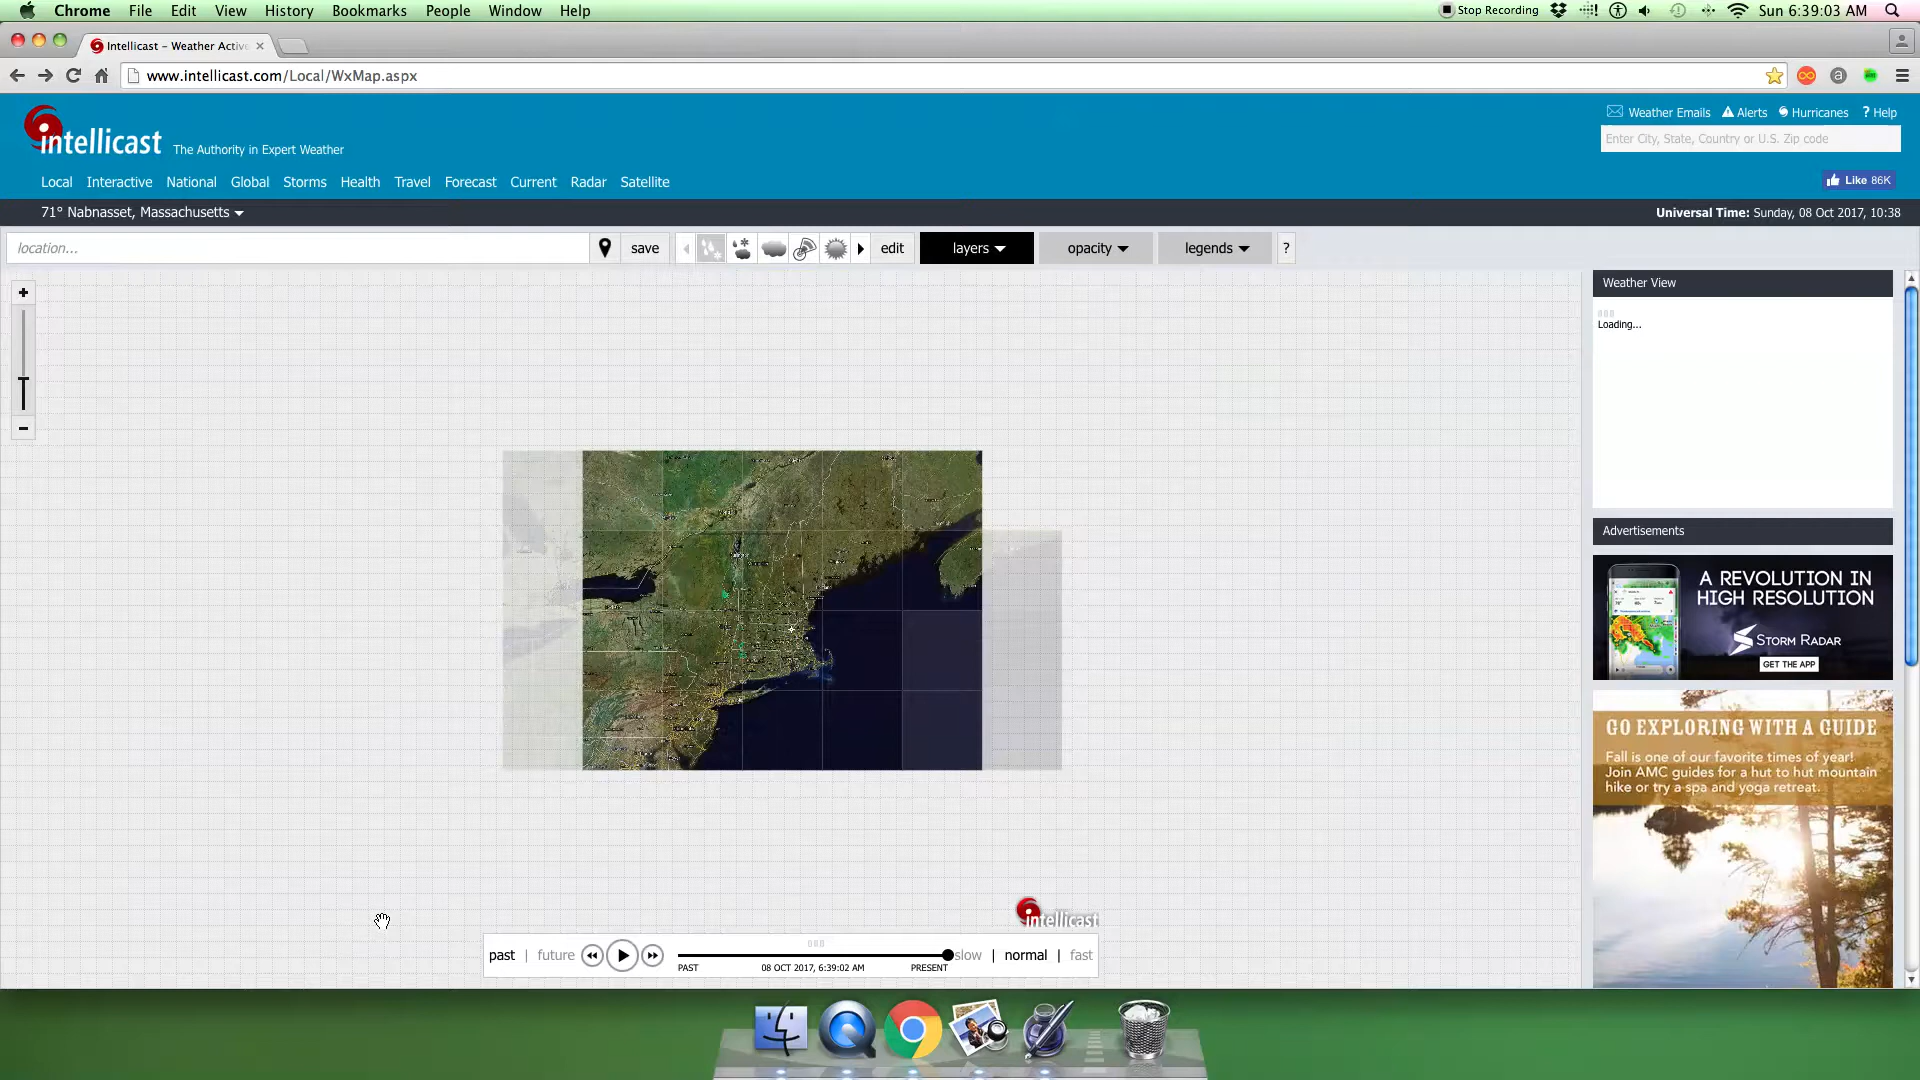 Chrome File Edit View History Bookmarks People Window Help
Stop Recording Sun 6:39:03 AM
Intellicast - Weather Active
www.intellicast.com/Local/WxMap.aspx
intellicast The Authority in Expert Weather
Weather Emails Alerts Hurricanes ? Help
Enter City, State, Country or U.S. Zip code
Local Interactive National Global Storms Health Travel Forecast Current Radar Satellite
Like 86K
71° Nabnasset, Massachusetts
Universal Time: Sunday, 08 Oct 2017, 10:38
location... save edit layers opacity legends ?
+
−
Weather View
Loading...
Advertisements
A REVOLUTION IN
HIGH RESOLUTION
STORM RADAR
GET THE APP
GO EXPLORING WITH A GUIDE
Fall is one of our favorite times of year!
Join AMC guides for a hut to hut mountain
hike or try a spa and yoga retreat.
intellicast
past | future slow | normal | fast
PAST 08 OCT 2017, 6:39:02 AM PRESENT